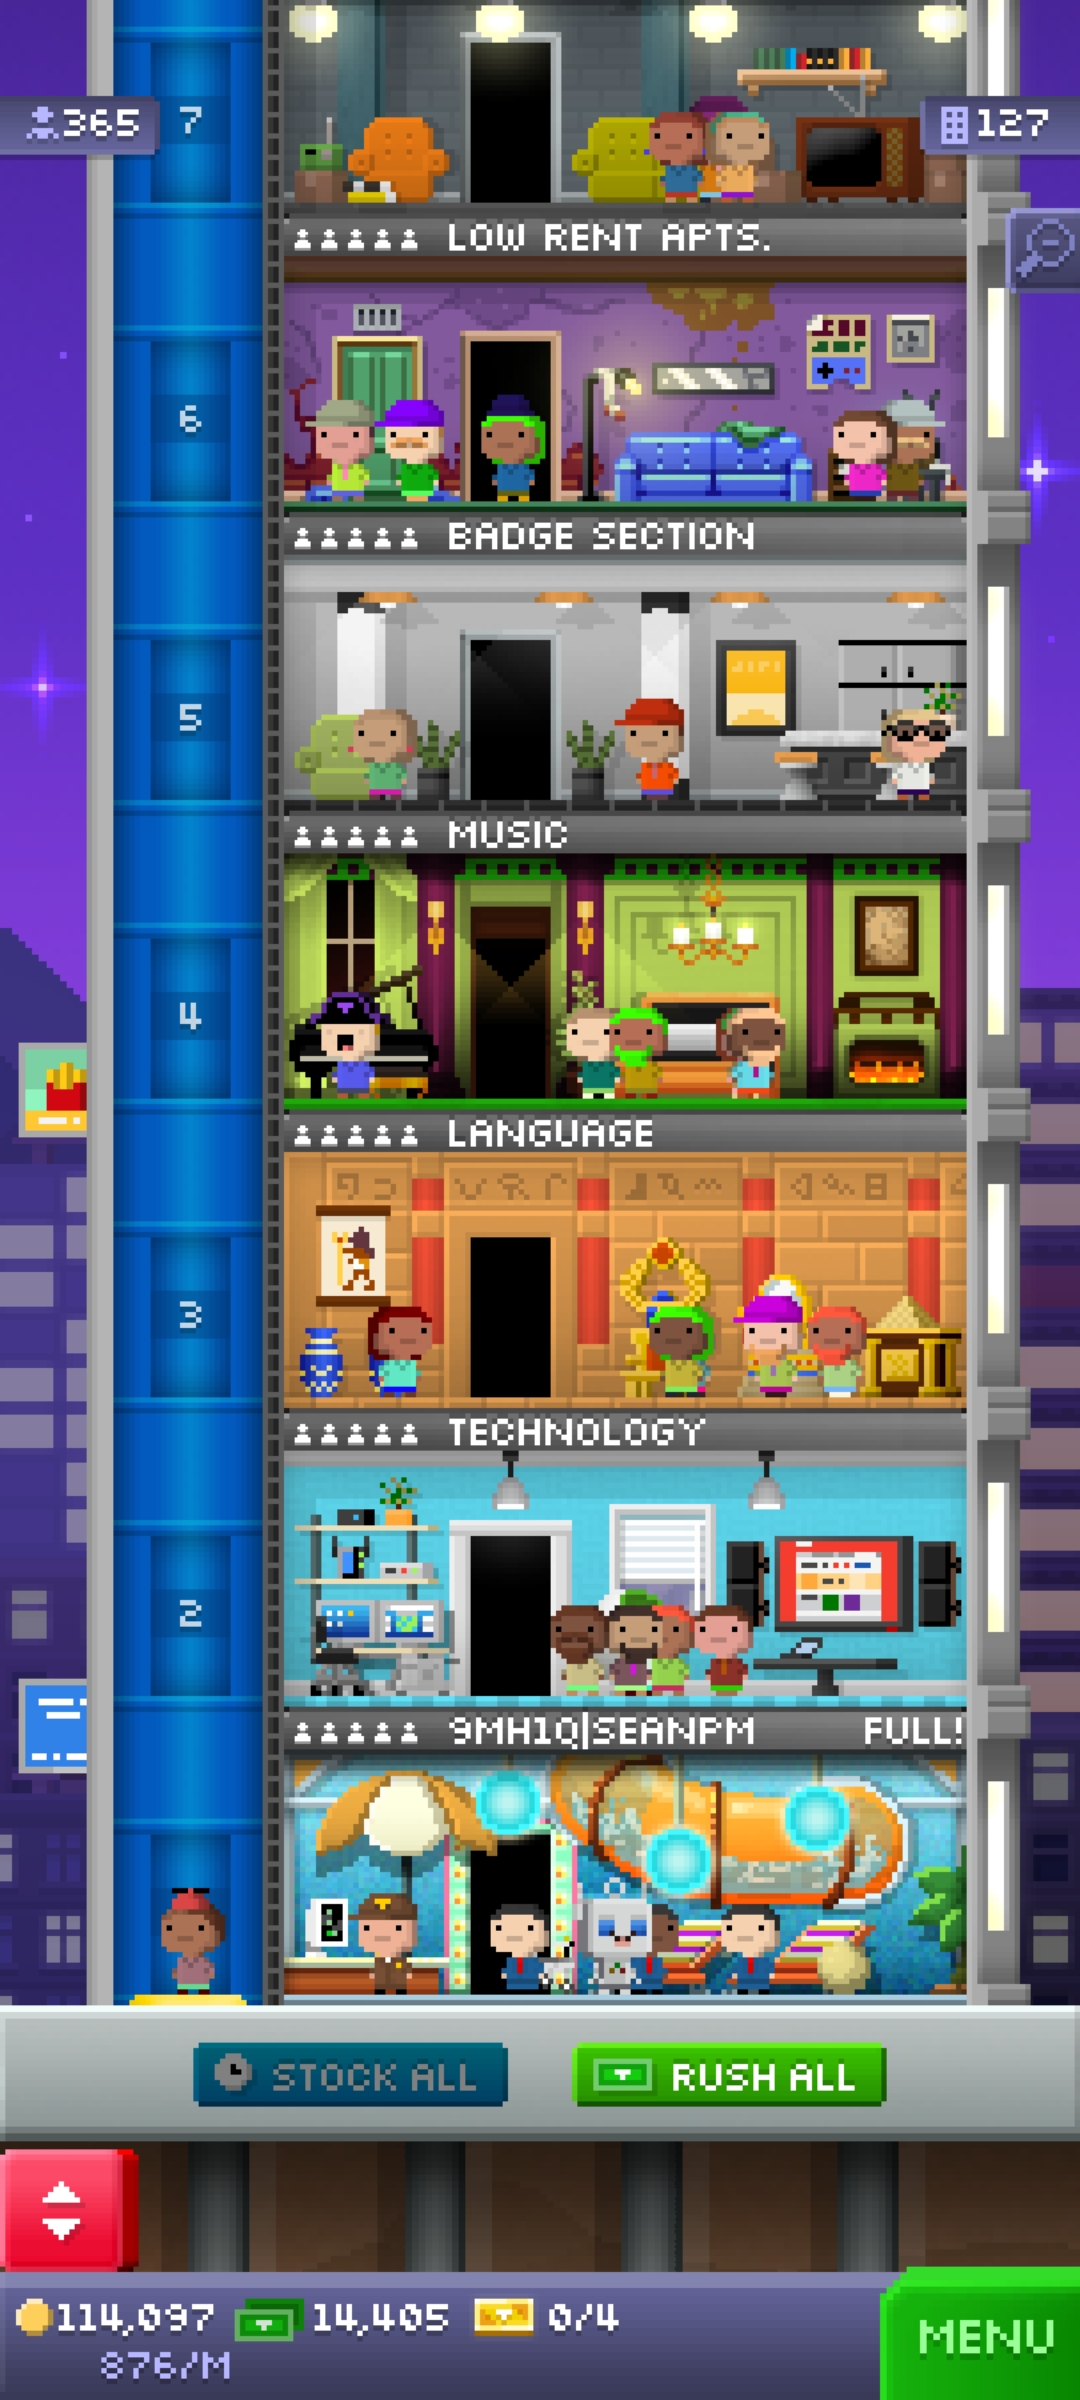 7
365
127
LOW RENT APTS.
6
BADGE SECTION
5
MUSIC
4
LANGUAGE
3
TECHNOLOGY
2
9MH1Q|SEANPM FULL!
STOCK ALL
RUSH ALL
114,097 14,405 0/4
876/M
MENU